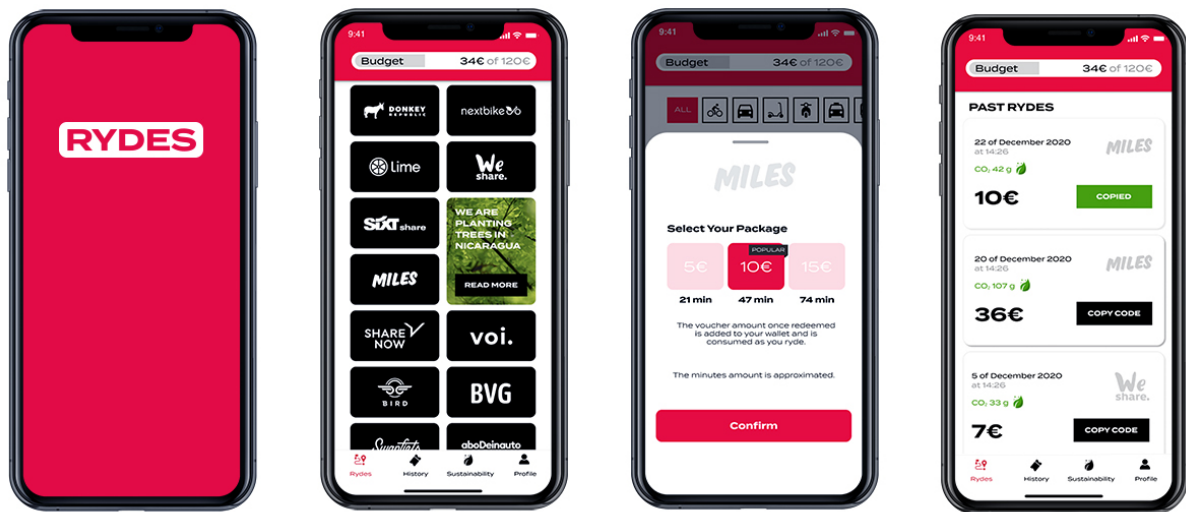 RYDES
9:41
Budget 34€ of 120€
DONKEY
REPUBLIC
nextbike
Lime
We
share.
SIXT share
WE ARE
PLANTING
TREES IN
NICARAGUA
READ MORE
MILES
SHARE
NOW
voi.
BIRD
BVG
aboDeinauto
Rydes History Sustainability Profile
9:41
Budget 34€ of 120€
ALL
MILES
Select Your Package
POPULAR
5€ 10€ 15€
21 min 47 min 74 min
The voucher amount once redeemed
is added to your wallet and is
consumed as you ryde.
The minutes amount is approximated.
Confirm
9:41
Budget 34€ of 120€
PAST RYDES
22 of December 2020
at 14:26
MILES
CO₂ 42 g
10€
COPIED
20 of December 2020
at 14:26
MILES
CO₂ 107 g
36€
COPY CODE
5 of December 2020
at 14:26
We
share.
CO₂ 33 g
7€
COPY CODE
Rydes History Sustainability Profile